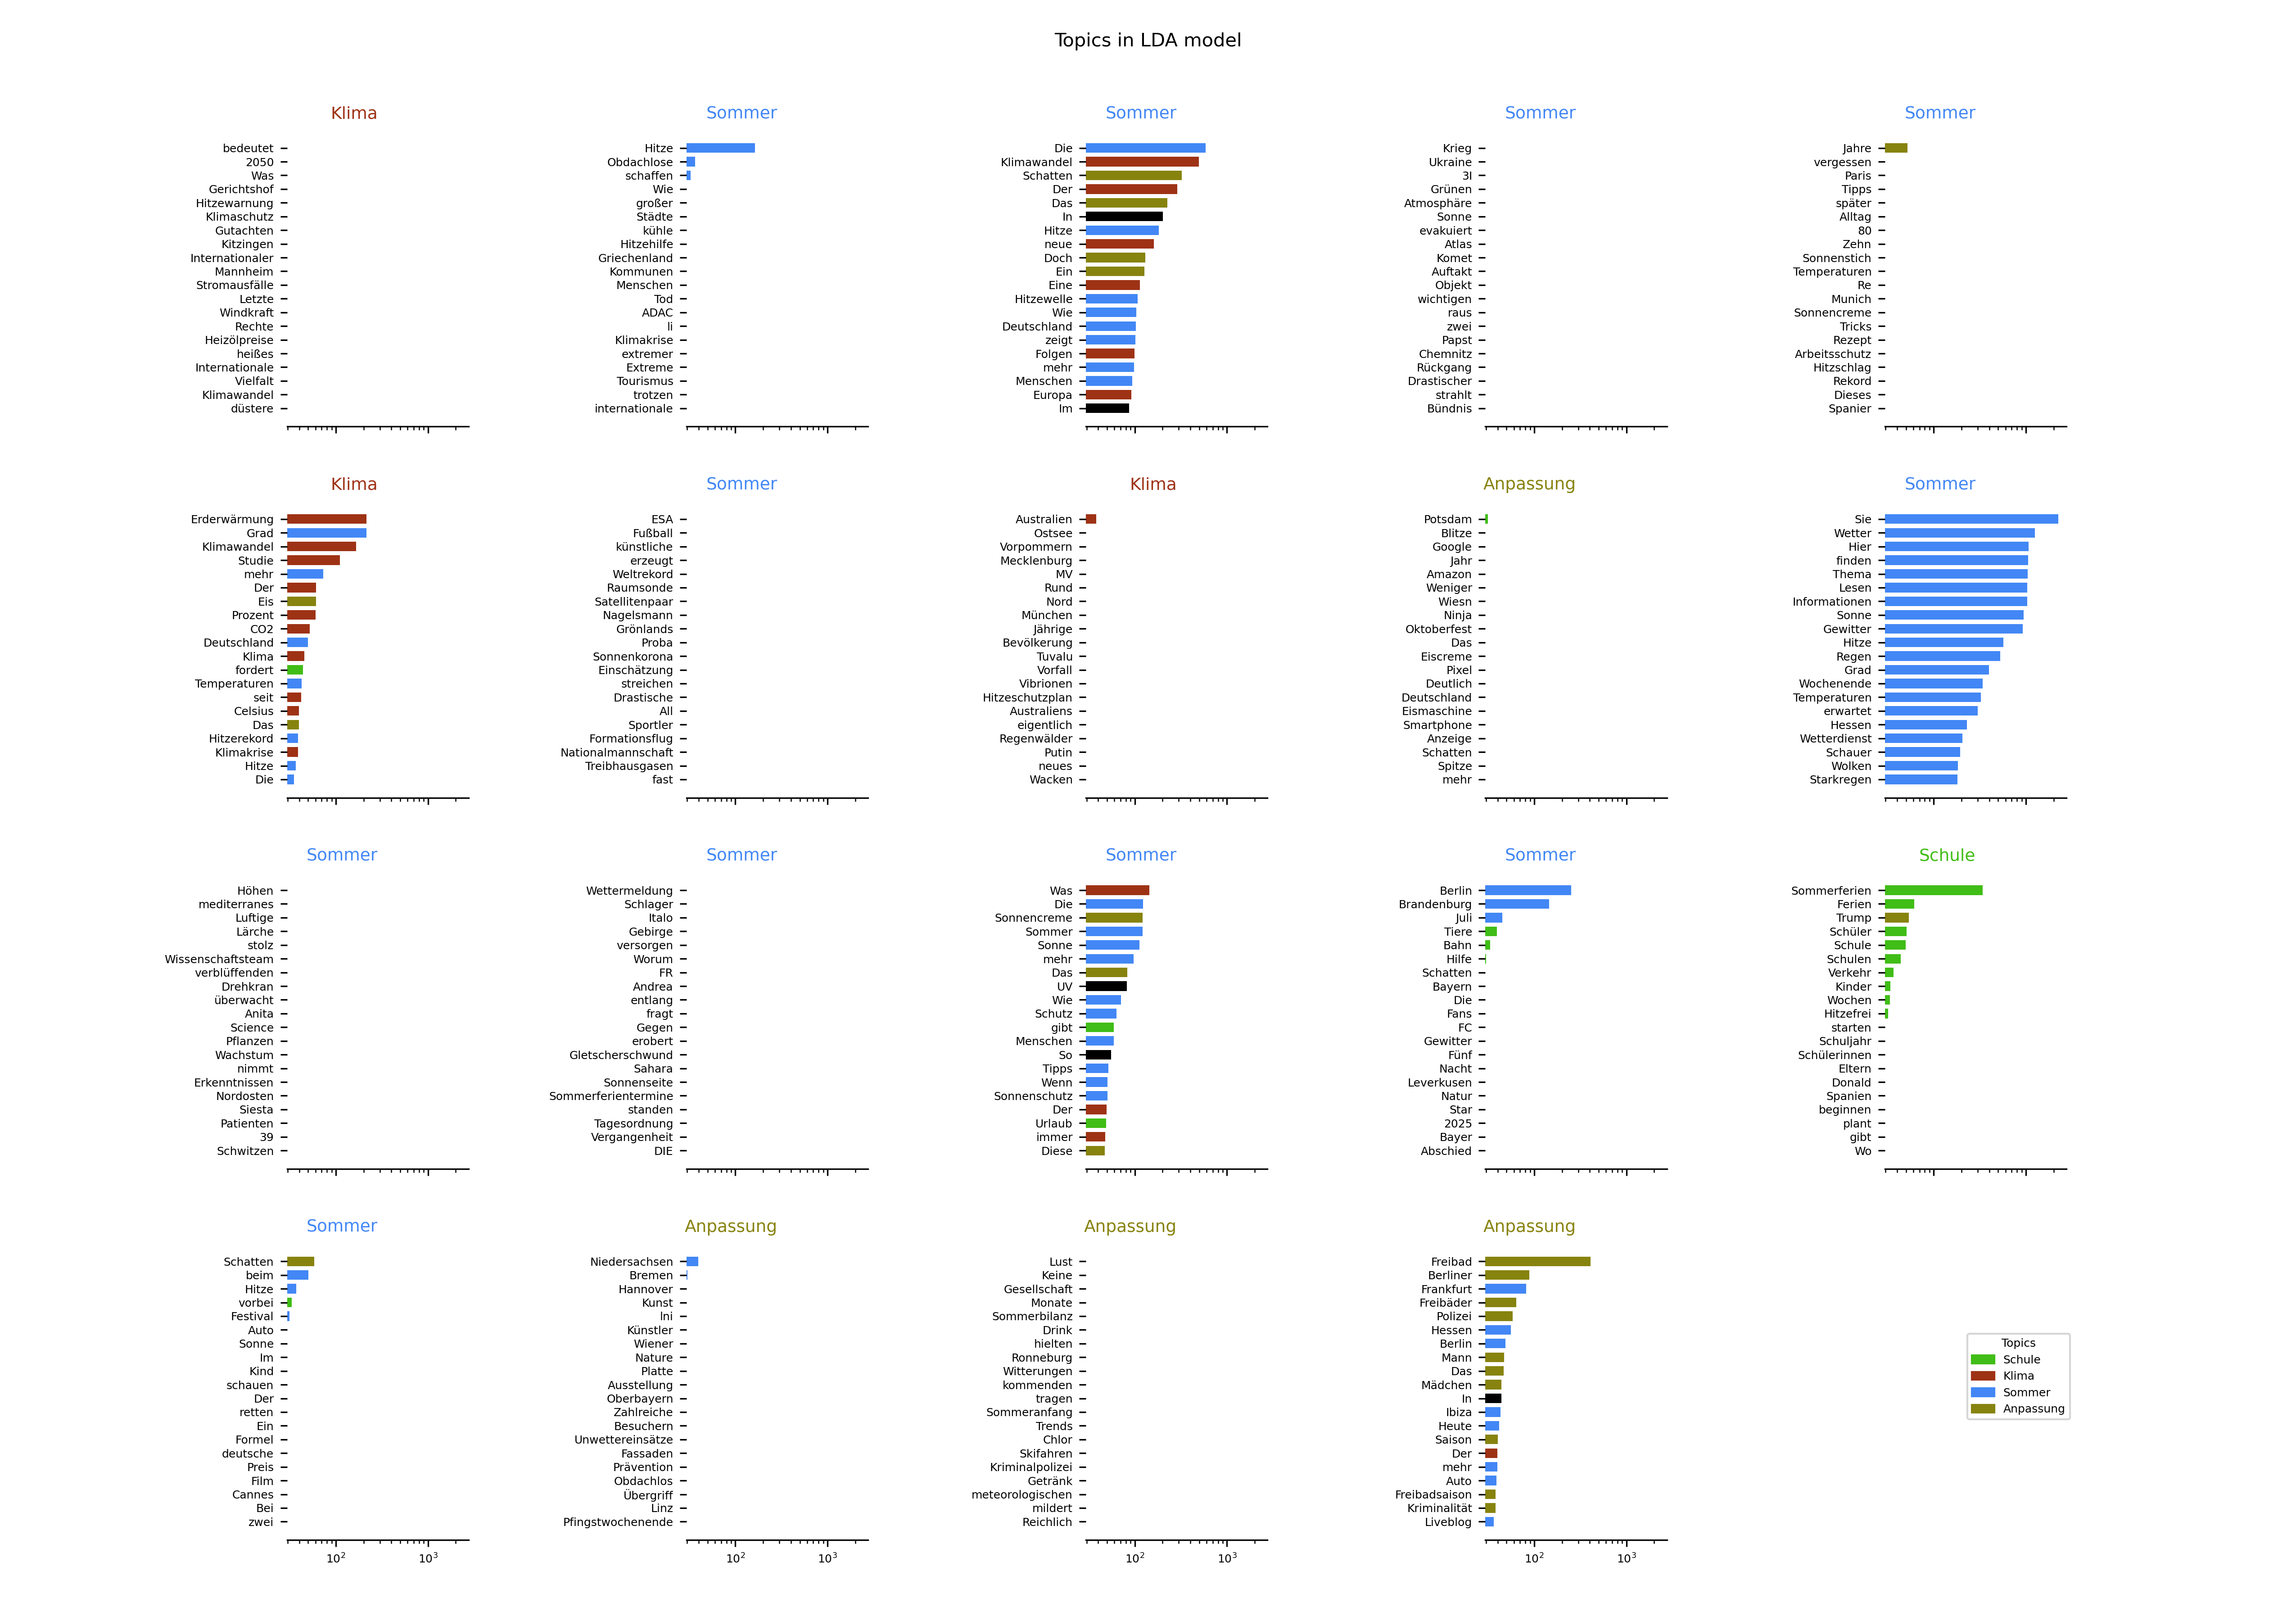 Topics in LDA model
Klima
bedeutet
2050
Was
Gerichtshof
Hitzewarnung
Klimaschutz
Gutachten
Kitzingen
Internationaler
Mannheim
Stromausfälle
Letzte
Windkraft
Rechte
Heizölpreise
heißes
Internationale
Vielfalt
Klimawandel
düstere
Sommer
Hitze
Obdachlose
schaffen
Wie
großer
Städte
kühle
Hitzehilfe
Griechenland
Kommunen
Menschen
Tod
ADAC
li
Klimakrise
extremer
Extreme
Tourismus
trotzen
internationale
Sommer
Die
Klimawandel
Schatten
Der
Das
In
Hitze
neue
Doch
Ein
Eine
Hitzewelle
Wie
Deutschland
zeigt
Folgen
mehr
Menschen
Europa
Im
Sommer
Krieg
Ukraine
3I
Grünen
Atmosphäre
Sonne
evakuiert
Atlas
Komet
Auftakt
Objekt
wichtigen
raus
zwei
Papst
Chemnitz
Rückgang
Drastischer
strahlt
Bündnis
Sommer
Jahre
vergessen
Paris
Tipps
später
Alltag
80
Zehn
Sonnenstich
Temperaturen
Re
Munich
Sonnencreme
Tricks
Rezept
Arbeitsschutz
Hitzschlag
Rekord
Dieses
Spanier
Klima
Erderwärmung
Grad
Klimawandel
Studie
mehr
Der
Eis
Prozent
CO2
Deutschland
Klima
fordert
Temperaturen
seit
Celsius
Das
Hitzerekord
Klimakrise
Hitze
Die
Sommer
ESA
Fußball
künstliche
erzeugt
Weltrekord
Raumsonde
Satellitenpaar
Nagelsmann
Grönlands
Proba
Sonnenkorona
Einschätzung
streichen
Drastische
All
Sportler
Formationsflug
Nationalmannschaft
Treibhausgasen
fast
Klima
Australien
Ostsee
Vorpommern
Mecklenburg
MV
Rund
Nord
München
Jährige
Bevölkerung
Tuvalu
Vorfall
Vibrionen
Hitzeschutzplan
Australiens
eigentlich
Regenwälder
Putin
neues
Wacken
Anpassung
Potsdam
Blitze
Google
Jahr
Amazon
Weniger
Wiesn
Ninja
Oktoberfest
Das
Eiscreme
Pixel
Deutlich
Deutschland
Eismaschine
Smartphone
Anzeige
Schatten
Spitze
mehr
Sommer
Sie
Wetter
Hier
finden
Thema
Lesen
Informationen
Sonne
Gewitter
Hitze
Regen
Grad
Wochenende
Temperaturen
erwartet
Hessen
Wetterdienst
Schauer
Wolken
Starkregen
Sommer
Höhen
mediterranes
Luftige
Lärche
stolz
Wissenschaftsteam
verblüffenden
Drehkran
überwacht
Anita
Science
Pflanzen
Wachstum
nimmt
Erkenntnissen
Nordosten
Siesta
Patienten
39
Schwitzen
Sommer
Wettermeldung
Schlager
Italo
Gebirge
versorgen
Worum
FR
Andrea
entlang
fragt
Gegen
erobert
Gletscherschwund
Sahara
Sonnenseite
Sommerferientermine
standen
Tagesordnung
Vergangenheit
DIE
Sommer
Was
Die
Sonnencreme
Sommer
Sonne
mehr
Das
UV
Wie
Schutz
gibt
Menschen
So
Tipps
Wenn
Sonnenschutz
Der
Urlaub
immer
Diese
Sommer
Berlin
Brandenburg
Juli
Tiere
Bahn
Hilfe
Schatten
Bayern
Die
Fans
FC
Gewitter
Fünf
Nacht
Leverkusen
Natur
Star
2025
Bayer
Abschied
Schule
Sommerferien
Ferien
Trump
Schüler
Schule
Schulen
Verkehr
Kinder
Wochen
Hitzefrei
starten
Schuljahr
Schülerinnen
Eltern
Donald
Spanien
beginnen
plant
gibt
Wo
Sommer
Schatten
beim
Hitze
vorbei
Festival
Auto
Sonne
Im
Kind
schauen
Der
retten
Ein
Formel
deutsche
Preis
Film
Cannes
Bei
zwei
10² 10³
Anpassung
Niedersachsen
Bremen
Hannover
Kunst
Ini
Künstler
Wiener
Nature
Platte
Ausstellung
Oberbayern
Zahlreiche
Besuchern
Unwettereinsätze
Fassaden
Prävention
Obdachlos
Übergriff
Linz
Pfingstwochenende
10² 10³
Anpassung
Lust
Keine
Gesellschaft
Monate
Sommerbilanz
Drink
hielten
Ronneburg
Witterungen
kommenden
tragen
Sommeranfang
Trends
Chlor
Skifahren
Kriminalpolizei
Getränk
meteorologischen
mildert
Reichlich
10² 10³
Anpassung
Freibad
Berliner
Frankfurt
Freibäder
Polizei
Hessen
Berlin
Mann
Das
Mädchen
In
Ibiza
Heute
Saison
Der
mehr
Auto
Freibadsaison
Kriminalität
Liveblog
10² 10³
Topics
Schule
Klima
Sommer
Anpassung